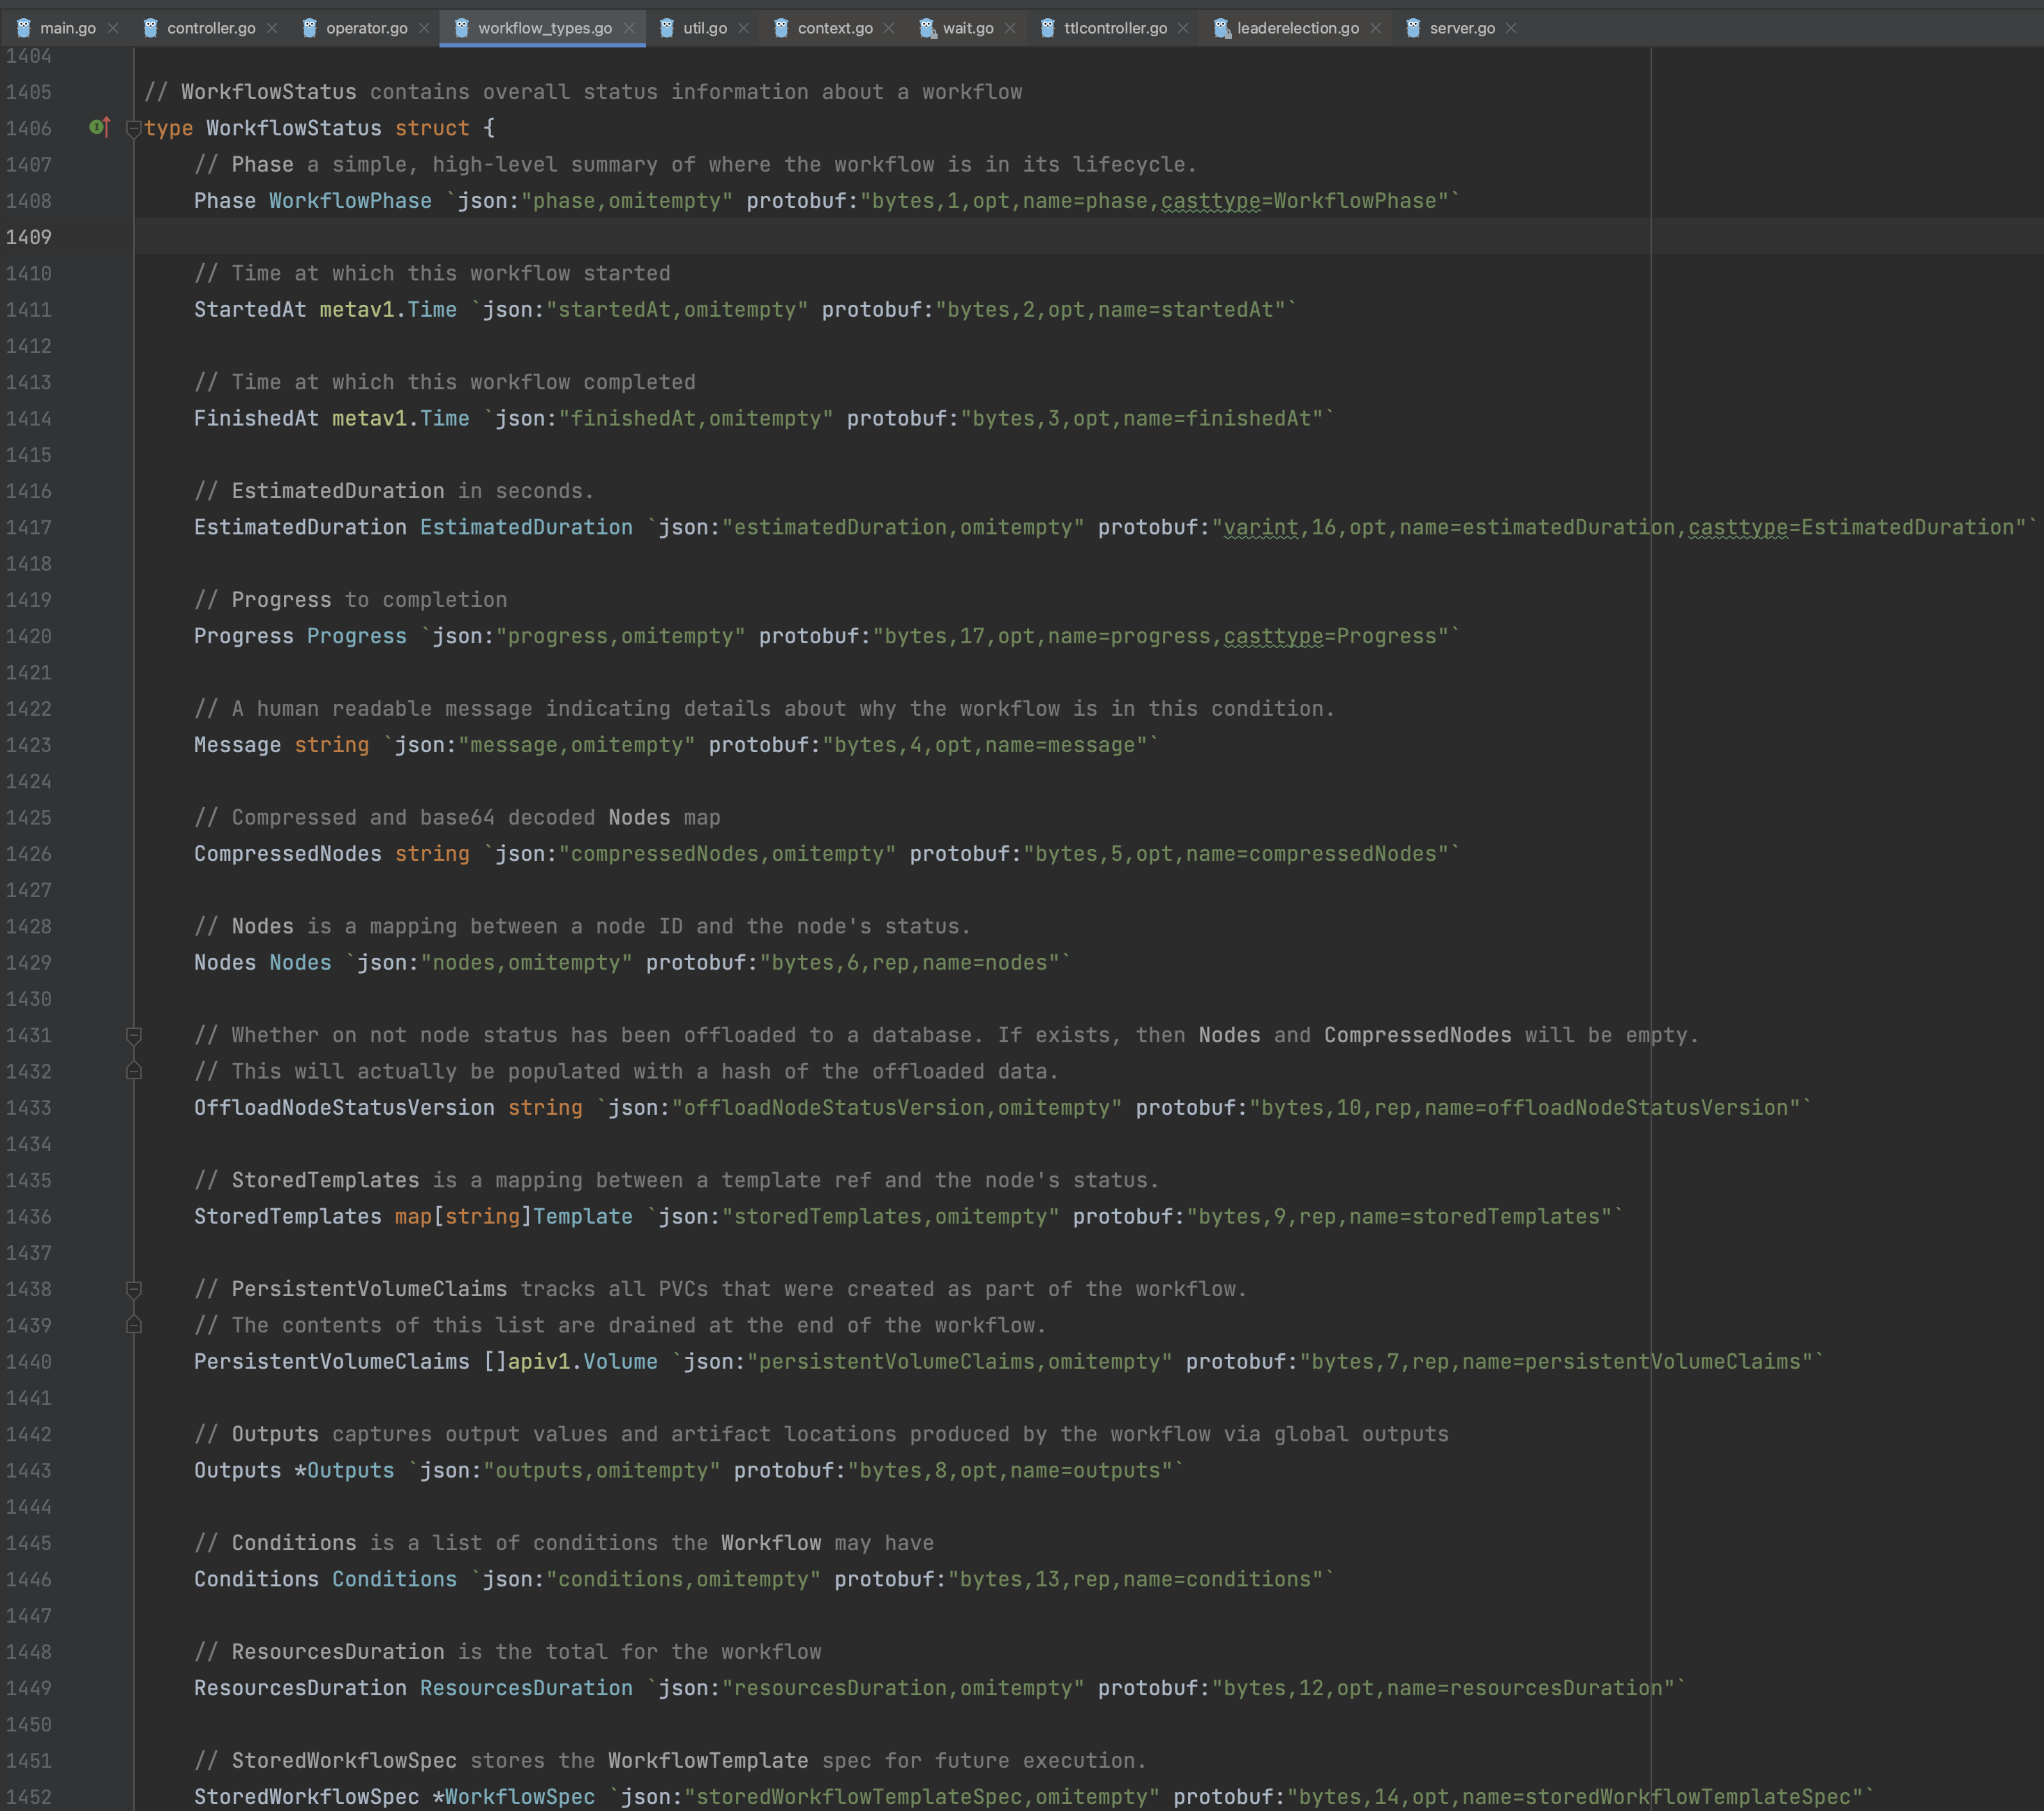 main.go controller.go operator.go workflow_types.go util.go context.go wait.go ttlcontroller.go leaderelection.go server.go
1404
1405 // WorkflowStatus contains overall status information about a workflow
1406 type WorkflowStatus struct {
1407 // Phase a simple, high-level summary of where the workflow is in its lifecycle.
1408 Phase WorkflowPhase `json:"phase,omitempty" protobuf:"bytes,1,opt,name=phase,casttype=WorkflowPhase"`
1409
1410 // Time at which this workflow started
1411 StartedAt metav1.Time `json:"startedAt,omitempty" protobuf:"bytes,2,opt,name=startedAt"`
1412
1413 // Time at which this workflow completed
1414 FinishedAt metav1.Time `json:"finishedAt,omitempty" protobuf:"bytes,3,opt,name=finishedAt"`
1415
1416 // EstimatedDuration in seconds.
1417 EstimatedDuration EstimatedDuration `json:"estimatedDuration,omitempty" protobuf:"varint,16,opt,name=estimatedDuration,casttype=EstimatedDuration"`
1418
1419 // Progress to completion
1420 Progress Progress `json:"progress,omitempty" protobuf:"bytes,17,opt,name=progress,casttype=Progress"`
1421
1422 // A human readable message indicating details about why the workflow is in this condition.
1423 Message string `json:"message,omitempty" protobuf:"bytes,4,opt,name=message"`
1424
1425 // Compressed and base64 decoded Nodes map
1426 CompressedNodes string `json:"compressedNodes,omitempty" protobuf:"bytes,5,opt,name=compressedNodes"`
1427
1428 // Nodes is a mapping between a node ID and the node's status.
1429 Nodes Nodes `json:"nodes,omitempty" protobuf:"bytes,6,rep,name=nodes"`
1430
1431 // Whether on not node status has been offloaded to a database. If exists, then Nodes and CompressedNodes will be empty.
1432 // This will actually be populated with a hash of the offloaded data.
1433 OffloadNodeStatusVersion string `json:"offloadNodeStatusVersion,omitempty" protobuf:"bytes,10,rep,name=offloadNodeStatusVersion"`
1434
1435 // StoredTemplates is a mapping between a template ref and the node's status.
1436 StoredTemplates map[string]Template `json:"storedTemplates,omitempty" protobuf:"bytes,9,rep,name=storedTemplates"`
1437
1438 // PersistentVolumeClaims tracks all PVCs that were created as part of the workflow.
1439 // The contents of this list are drained at the end of the workflow.
1440 PersistentVolumeClaims []apiv1.Volume `json:"persistentVolumeClaims,omitempty" protobuf:"bytes,7,rep,name=persistentVolumeClaims"`
1441
1442 // Outputs captures output values and artifact locations produced by the workflow via global outputs
1443 Outputs *Outputs `json:"outputs,omitempty" protobuf:"bytes,8,opt,name=outputs"`
1444
1445 // Conditions is a list of conditions the Workflow may have
1446 Conditions Conditions `json:"conditions,omitempty" protobuf:"bytes,13,rep,name=conditions"`
1447
1448 // ResourcesDuration is the total for the workflow
1449 ResourcesDuration ResourcesDuration `json:"resourcesDuration,omitempty" protobuf:"bytes,12,opt,name=resourcesDuration"`
1450
1451 // StoredWorkflowSpec stores the WorkflowTemplate spec for future execution.
1452 StoredWorkflowSpec *WorkflowSpec `json:"storedWorkflowTemplateSpec,omitempty" protobuf:"bytes,14,opt,name=storedWorkflowTemplateSpec"`